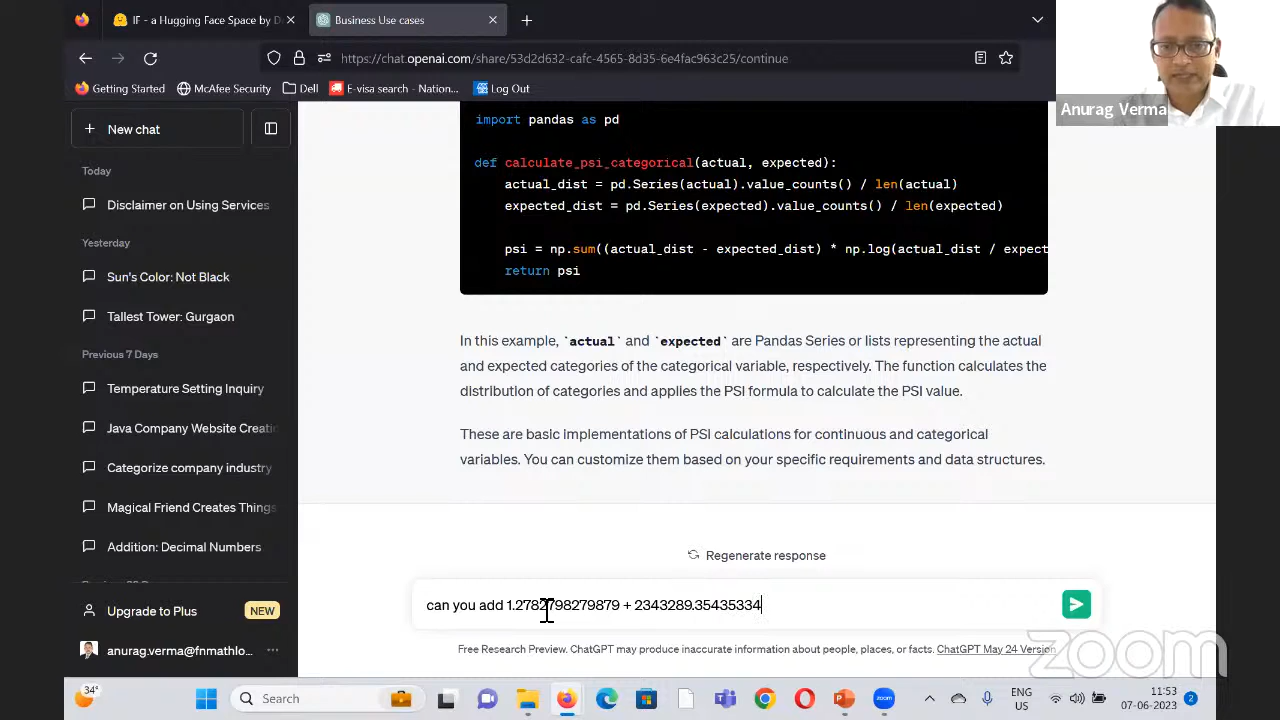 IF - a Hugging Face Space by D
Business Use cases
https://chat.openai.com/share/53d2d632-cafc-4565-8d35-6e4fac963c25/continue
Getting Started
McAfee Security
Dell
E-visa search - Nation...
Log Out
Anurag Verma
New chat
Today
Disclaimer on Using Services
Yesterday
Sun's Color: Not Black
Tallest Tower: Gurgaon
Previous 7 Days
Temperature Setting Inquiry
Java Company Website Creati
Categorize company industry
Magical Friend Creates Things
Addition: Decimal Numbers
Upgrade to Plus NEW
anurag.verma@fnmathlo... ...
import pandas as pd
def calculate_psi_categorical(actual, expected):
actual_dist = pd.Series(actual).value_counts() / len(actual)
expected_dist = pd.Series(expected).value_counts() / len(expected)
psi = np.sum((actual_dist - expected_dist) * np.log(actual_dist / expect
return psi
In this example, `actual` and `expected` are Pandas Series or lists representing the actual
and expected categories of the categorical variable, respectively. The function calculates the
distribution of categories and applies the PSI formula to calculate the PSI value.
These are basic implementations of PSI calculations for continuous and categorical
variables. You can customize them based on your specific requirements and data structures.
Regenerate response
can you add 1.2782798279879 + 2343289.35435334
Free Research Preview. ChatGPT may produce inaccurate information about people, places, or facts. ChatGPT May 24 Version
zoom
34°
Search
ENG
US
11:53
07-06-2023
2